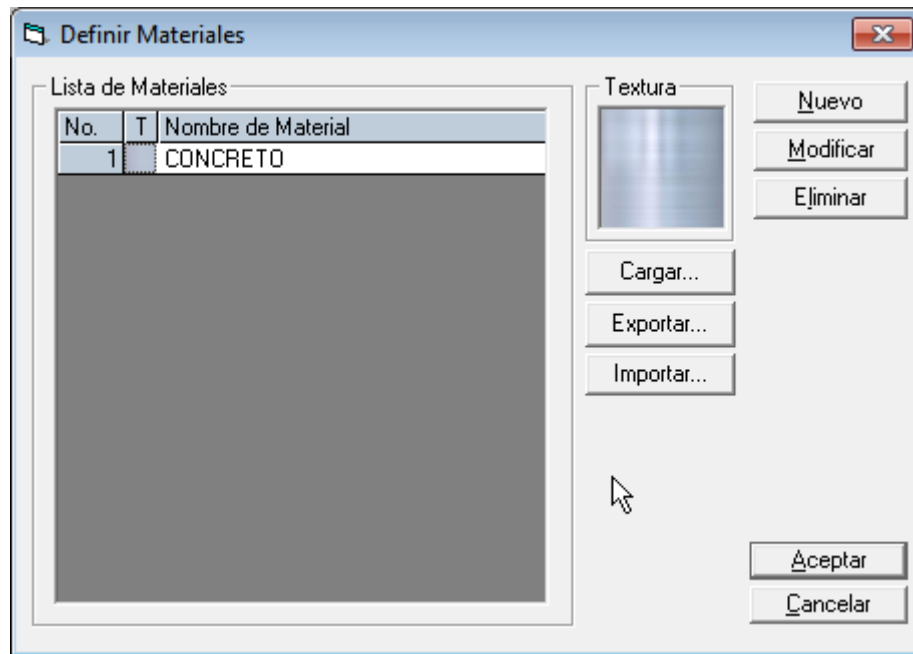 Definir Materiales
Lista de Materiales
No. T Nombre de Material
1 CONCRETO
Textura
Cargar...
Exportar...
Importar...
Nuevo
Modificar
Eliminar
Aceptar
Cancelar